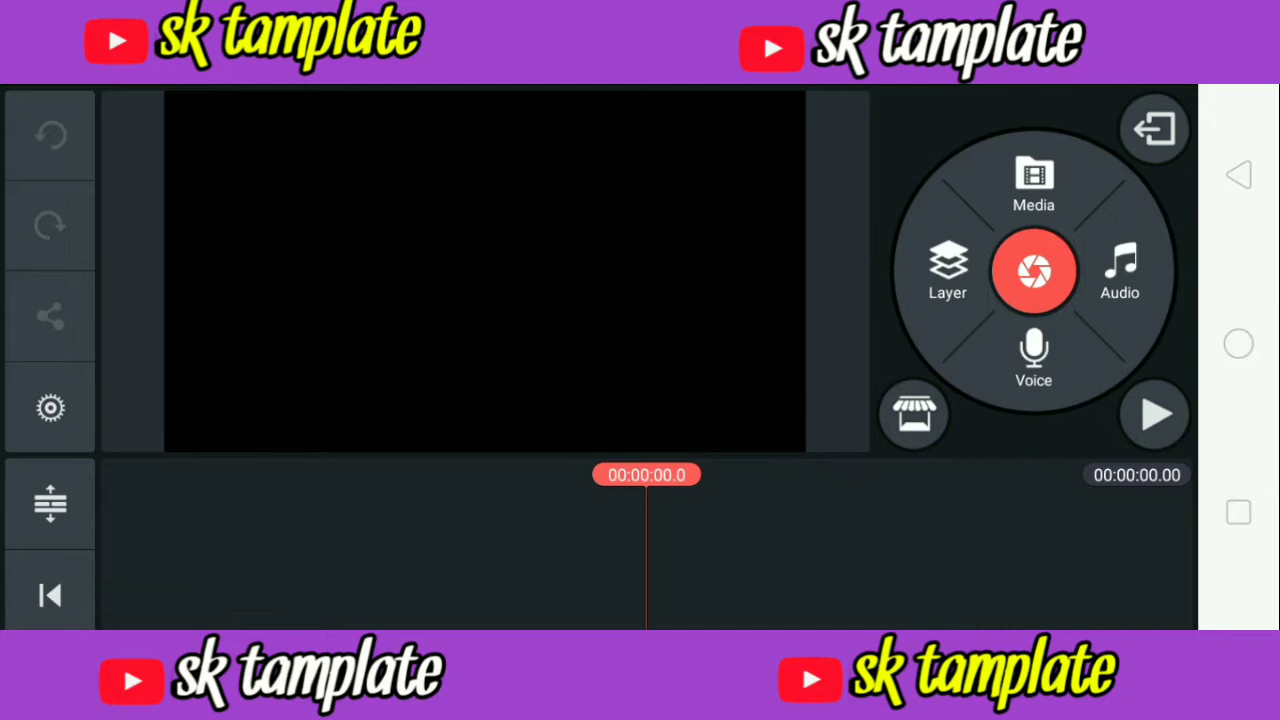 sk tamplate
sk tamplate
Media
Layer
Audio
Voice
00:00:00.0
00:00:00.00
sk tamplate
sk tamplate